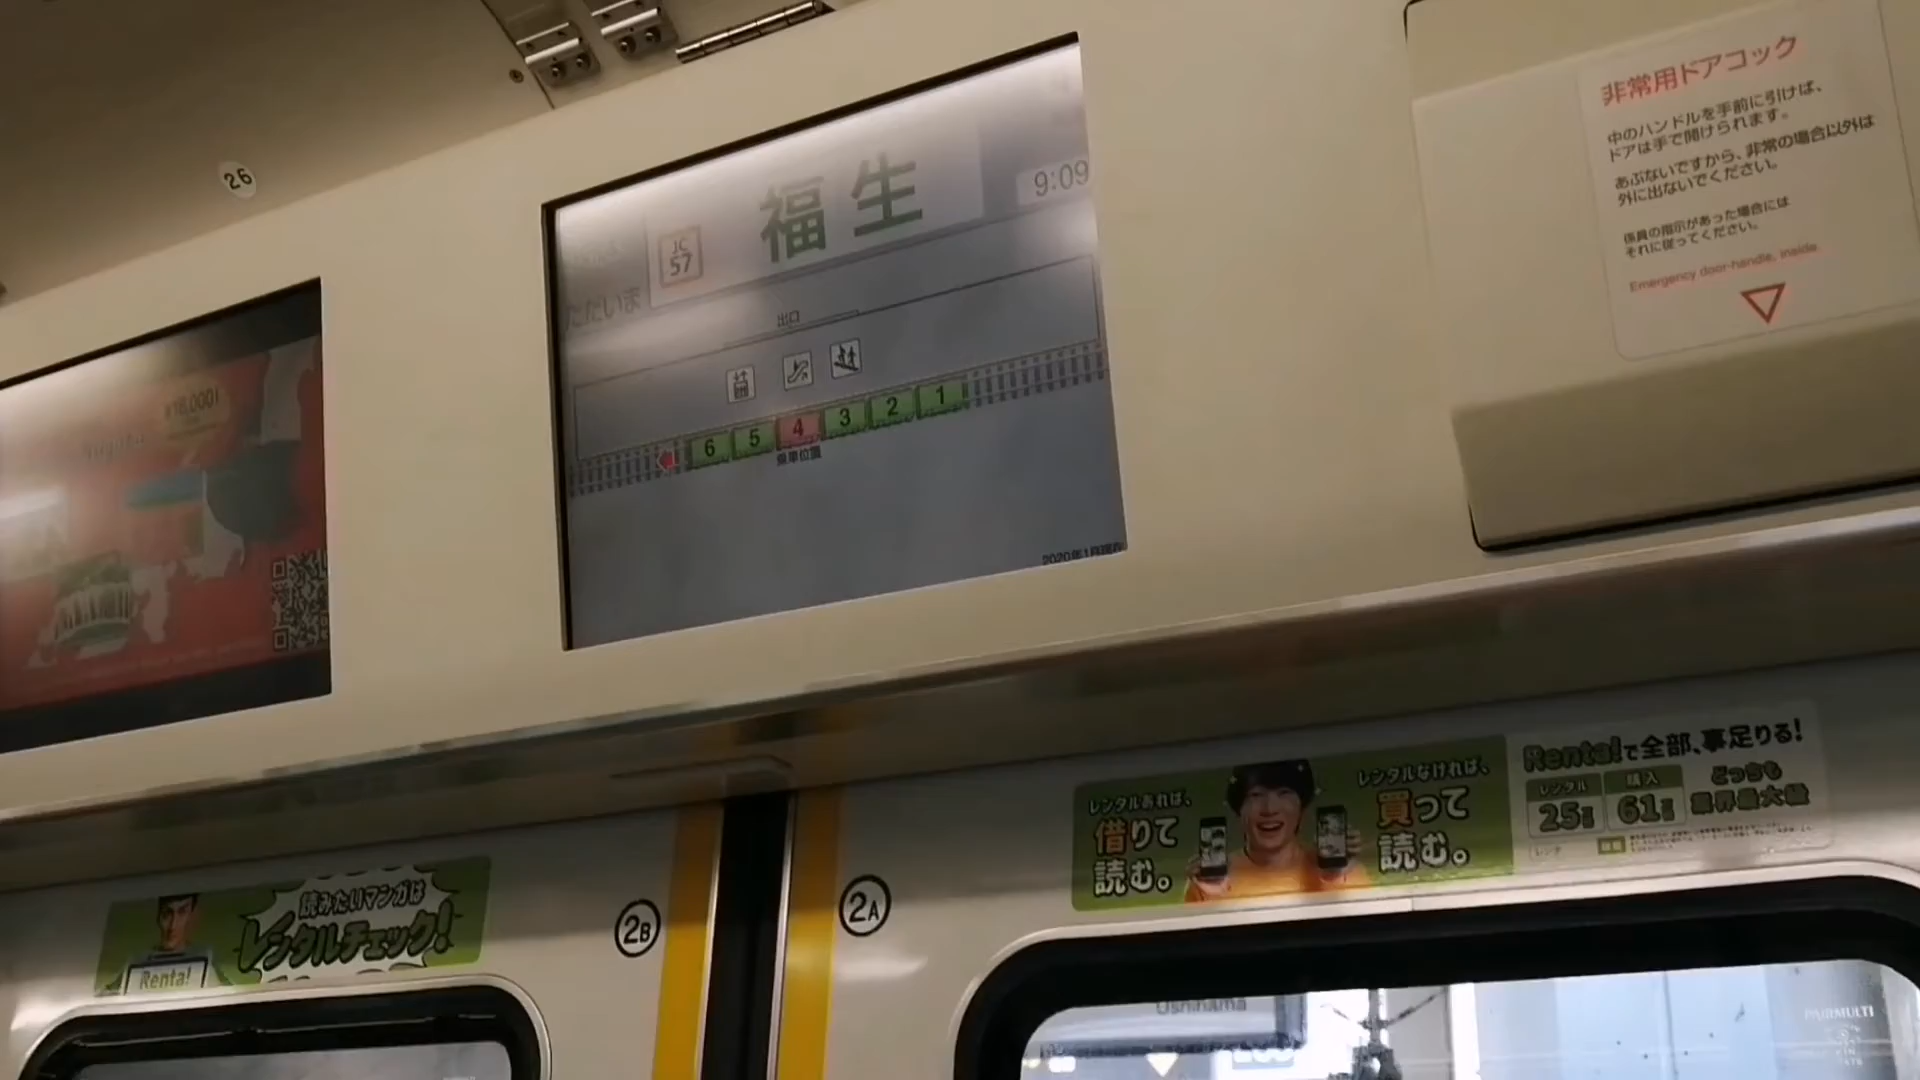 26
福生
9:09
JC
57
ただいま
出口
6 5 4 3 2 1
乗車位置
2020年1月現在
¥18,000!
非常用ドアコック
中のハンドルを手前に引けば、
ドアは手で開けられます。
あぶないですから、非常の場合以外は
外に出ないでください。
係員の指示があった場合には
それに従ってください。
Emergency door-handle, inside.
読みたいマンガは
レンタルチェック!
Renta!
2B
2A
レンタルあれば、
借りて
読む。
レンタルなければ、
買って
読む。
Renta!で全部、事足りる!
レンタル
25万
購入
61万
どっちも
業界最大級
Ushihama
PAIRMULTI